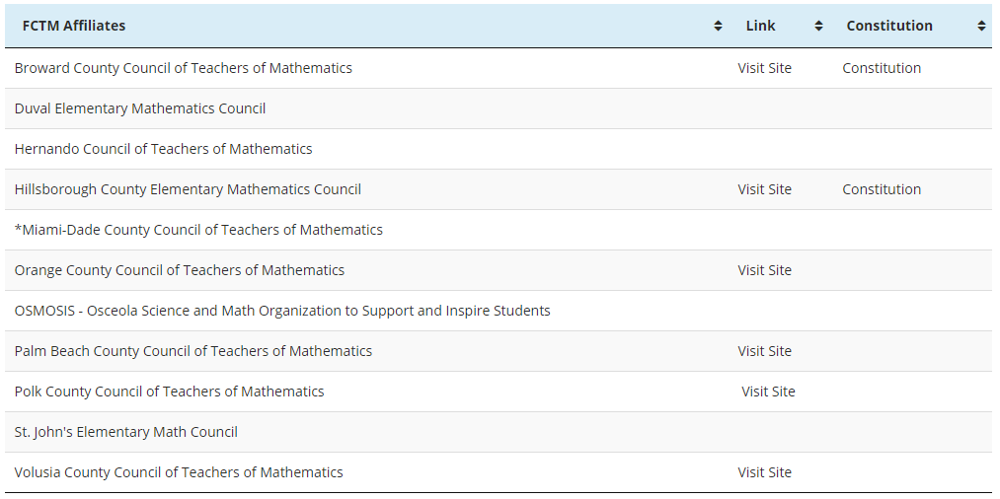 FCTM Affiliates Link Constitution
Broward County Council of Teachers of Mathematics Visit Site Constitution
Duval Elementary Mathematics Council
Hernando Council of Teachers of Mathematics
Hillsborough County Elementary Mathematics Council Visit Site Constitution
*Miami-Dade County Council of Teachers of Mathematics
Orange County Council of Teachers of Mathematics Visit Site
OSMOSIS - Osceola Science and Math Organization to Support and Inspire Students
Palm Beach County Council of Teachers of Mathematics Visit Site
Polk County Council of Teachers of Mathematics Visit Site
St. John's Elementary Math Council
Volusia County Council of Teachers of Mathematics Visit Site